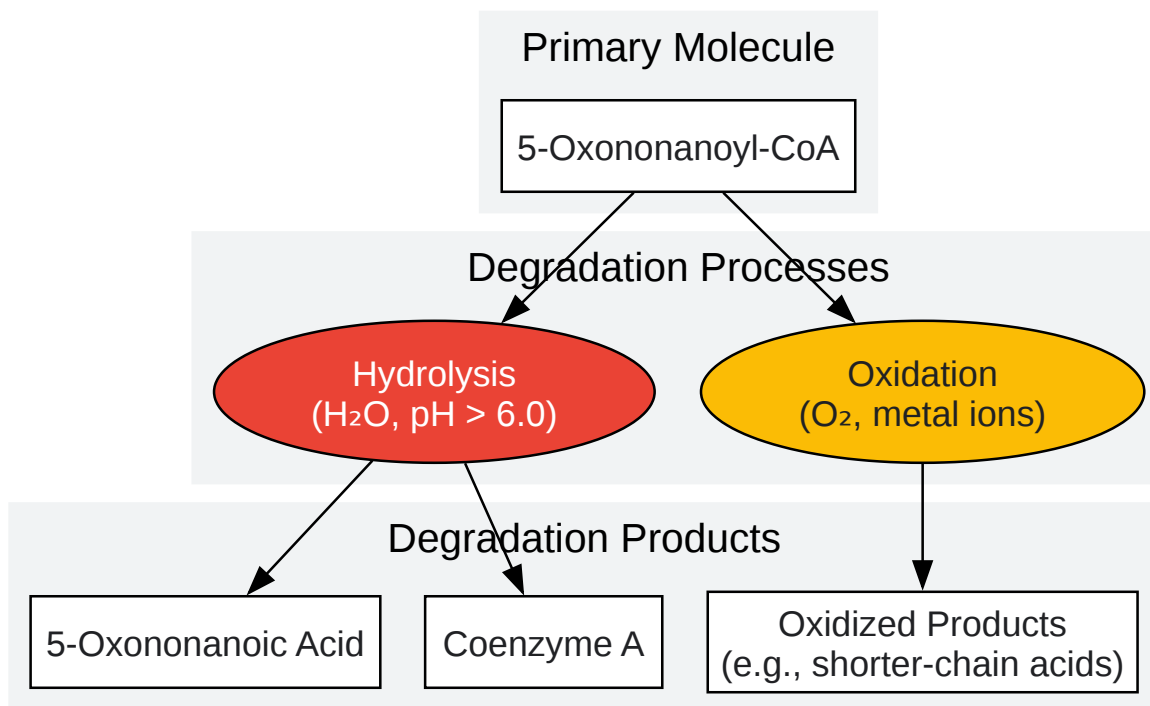 Primary Molecule
5-Oxononanoyl-CoA
Degradation Processes
Hydrolysis
(H₂O, pH > 6.0)
Oxidation
(O₂, metal ions)
Degradation Products
5-Oxononanoic Acid
Coenzyme A
Oxidized Products
(e.g., shorter-chain acids)